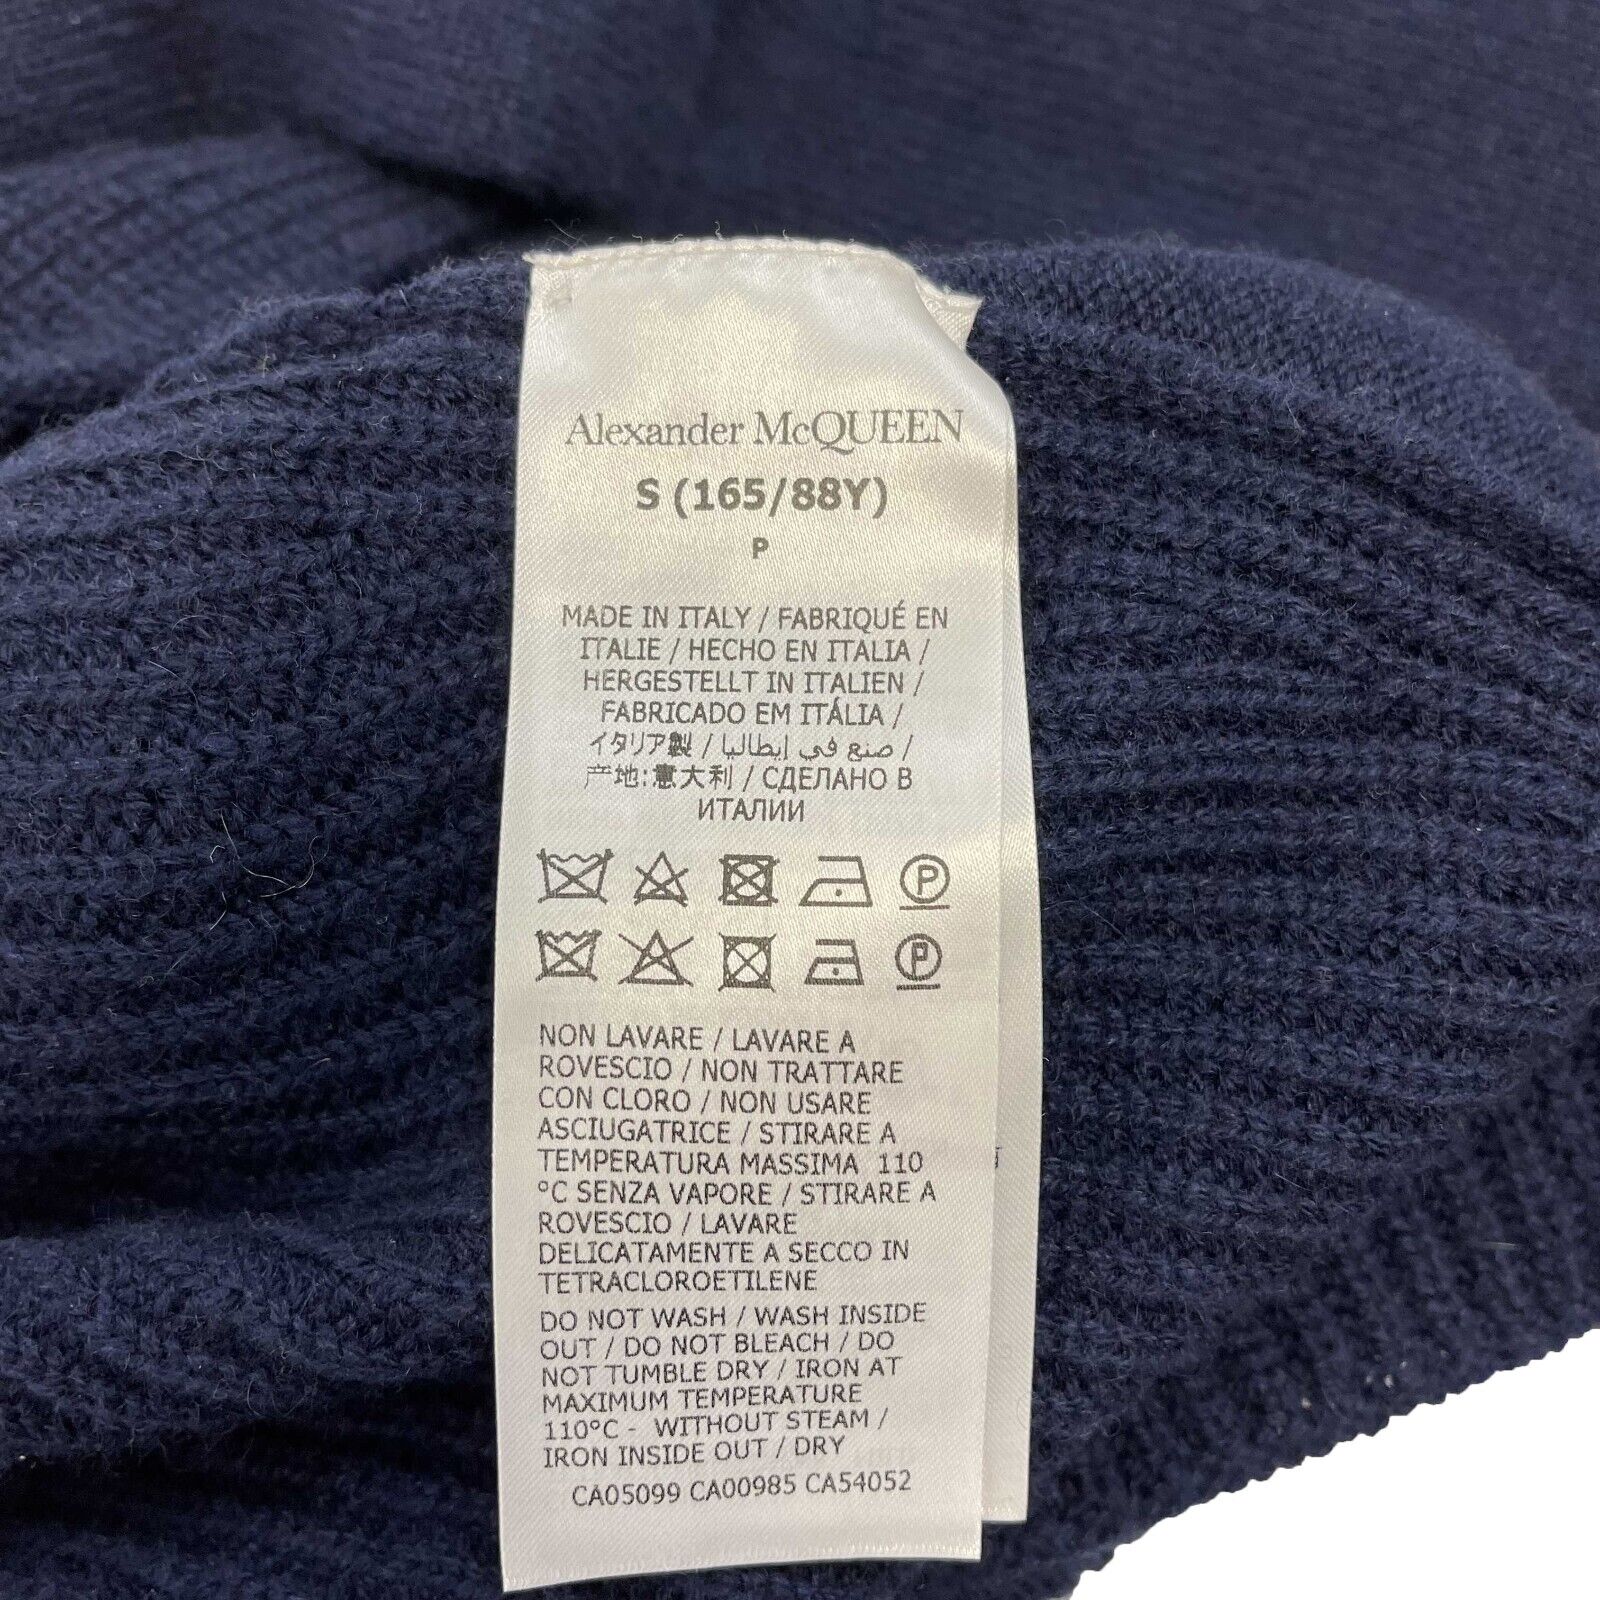 Alexander McQUEEN
S (165/88Y)
P
MADE IN ITALY / FABRIQUÉ EN
ITALIE / HECHO EN ITALIA /
HERGESTELLT IN ITALIEN /
FABRICADO EM ITÁLIA /
イタリア製 / صنع في إيطاليا /
产地:意大利 / СДЕЛАНО В
ИТАЛИИ
P
P
NON LAVARE / LAVARE A
ROVESCIO / NON TRATTARE
CON CLORO / NON USARE
ASCIUGATRICE / STIRARE A
TEMPERATURA MASSIMA 110
°C SENZA VAPORE / STIRARE A
ROVESCIO / LAVARE
DELICATAMENTE A SECCO IN
TETRACLOROETILENE
DO NOT WASH / WASH INSIDE
OUT / DO NOT BLEACH / DO
NOT TUMBLE DRY / IRON AT
MAXIMUM TEMPERATURE
110°C - WITHOUT STEAM /
IRON INSIDE OUT / DRY
CA05099 CA00985 CA54052